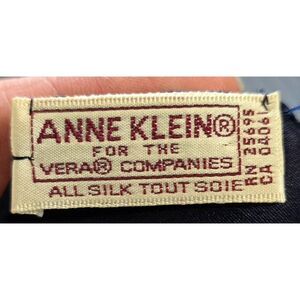 ANNE KLEIN®
FOR THE
VERA® COMPANIES
ALL SILK TOUT SOIE
RN 25695
CA 04061